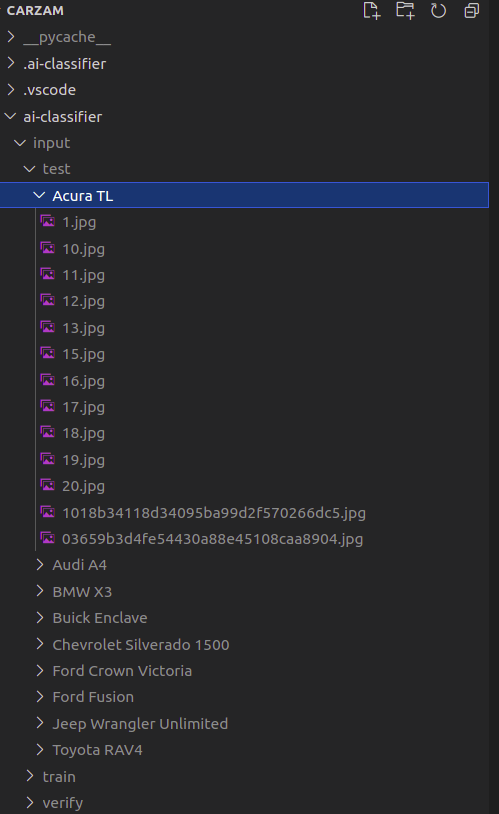 CARZAM
__pycache__
.ai-classifier
.vscode
ai-classifier
input
test
Acura TL
1.jpg
10.jpg
11.jpg
12.jpg
13.jpg
15.jpg
16.jpg
17.jpg
18.jpg
19.jpg
20.jpg
1018b34118d34095ba99d2f570266dc5.jpg
03659b3d4fe54430a88e45108caa8904.jpg
Audi A4
BMW X3
Buick Enclave
Chevrolet Silverado 1500
Ford Crown Victoria
Ford Fusion
Jeep Wrangler Unlimited
Toyota RAV4
train
verify